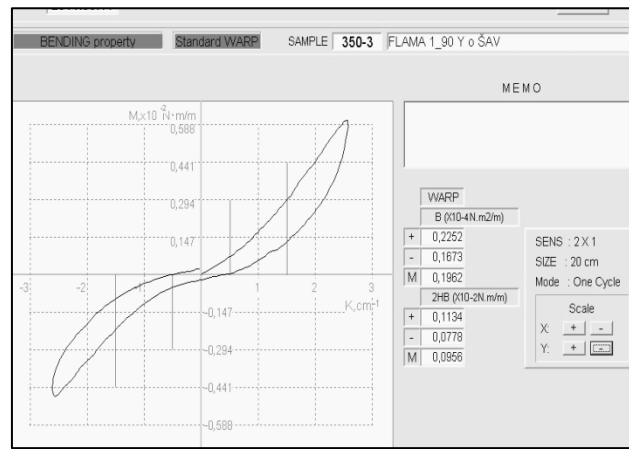 BENDING property Standard WARP SAMPLE 350-3 FLAMA 1_90 Y o ŠAV
MEMO
M,x10 -2 N·m/m
0,588
0,441
0,294
0,147
-3 -2 1 2 3
K,cm-1
-0,147
-0,294
-0,441
-0,588
WARP
B (X10-4N.m2/m)
+ 0,2252
- 0,1673
M 0,1962
2HB (X10-2N.m/m)
+ 0,1134
- 0,0778
M 0,0956
SENS : 2 X 1
SIZE : 20 cm
Mode : One Cycle
Scale
X: + -
Y: + -